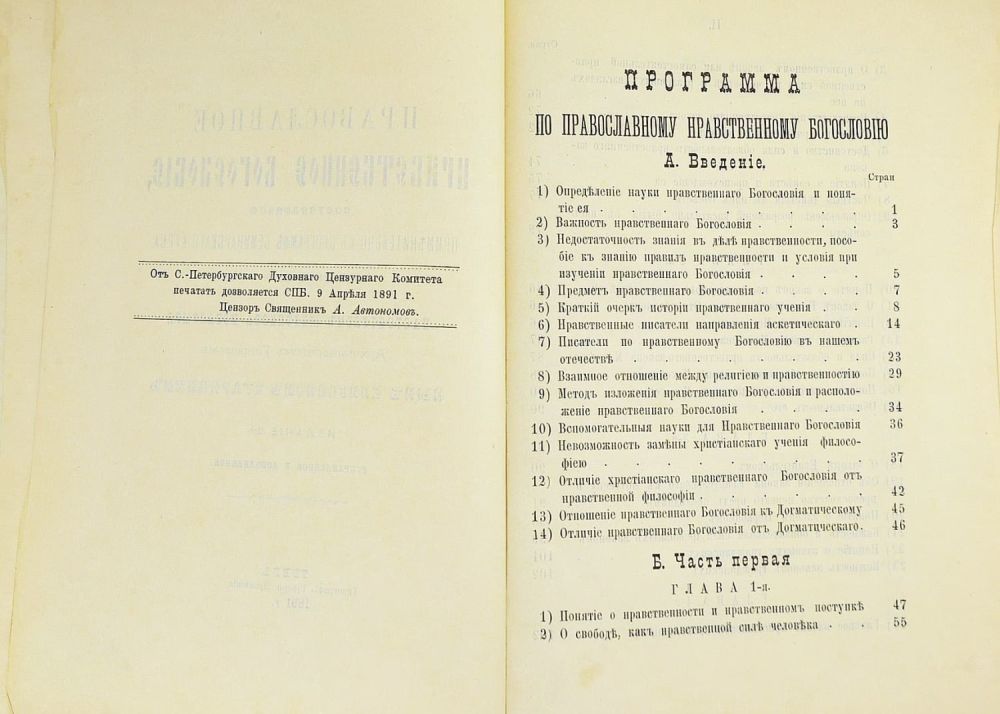 Отъ С.-Петербургскаго Духовнаго Цензурнаго Комитета
печатать дозволяется СПБ. 9 Апрѣля 1891 г.
Цензоръ Священникъ А. Автономовъ.
II.
ПРОГРАММА
ПО ПРАВОСЛАВНОМУ НРАВСТВЕННОМУ БОГОСЛОВІЮ
А. Введеніе.
Стран
1) Опредѣленіе науки нравственнаго Богословія и поня-
тіе ея . . . . . . . . . . 1
2) Важность нравственнаго Богословія . . . . 3
3) Недостаточность знанія въ дѣлѣ нравственности, посо-
біе къ знанію правилъ нравственности и условія при
изученіи нравственнаго Богословія . . . . 5
4) Предметъ нравственнаго Богословія . . . . 7
5) Краткій очеркъ исторіи нравственнаго ученія . . 8
6) Нравственные писатели направленія аскетическаго . 14
7) Писатели по нравственному Богословію въ нашемъ
отечествѣ . . . . . . . . 23
8) Взаимное отношеніе между религіею и нравственностію 29
9) Методъ изложенія нравственнаго Богословія и располо-
женіе нравственнаго Богословія . . . . 34
10) Вспомогательныя науки для Нравственнаго Богословія 36
11) Невозможность замѣны христіанскаго ученія филосо-
фіею . . . . . . . . . 37
12) Отличіе христіанскаго нравственнаго Богословія отъ
нравственной философіи . . . . . . 42
13) Отношеніе нравственнаго Богословія къ Догматическому 45
14) Отличіе нравственнаго Богословія отъ Догматическаго. 46
Б. Часть первая
ГЛАВА 1-я.
1) Понятіе о нравственности и нравственномъ поступкѣ 47
2) О свободѣ, какъ нравственной силѣ человѣка . . 55